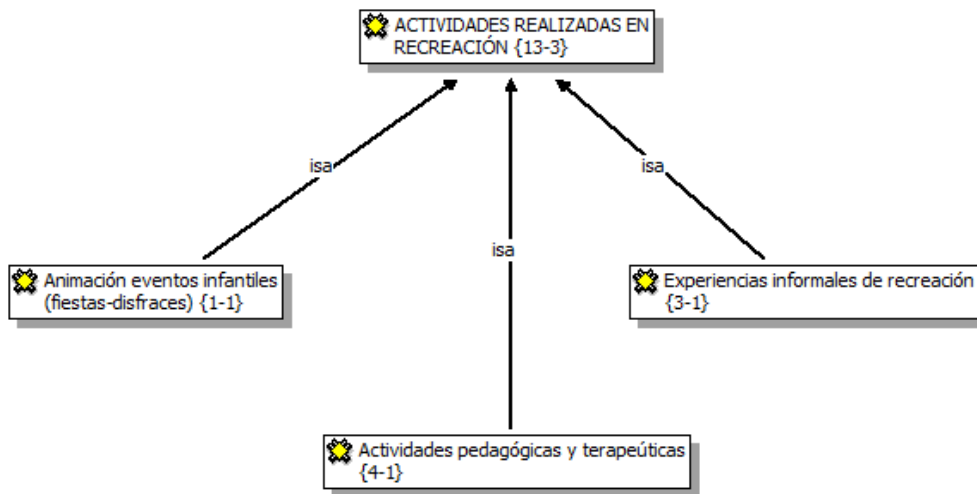 ACTIVIDADES REALIZADAS EN
RECREACIÓN {13-3}
isa
isa
isa
Animación eventos infantiles
(fiestas-disfraces) {1-1}
Experiencias informales de recreación
{3-1}
Actividades pedagógicas y terapeúticas
{4-1}